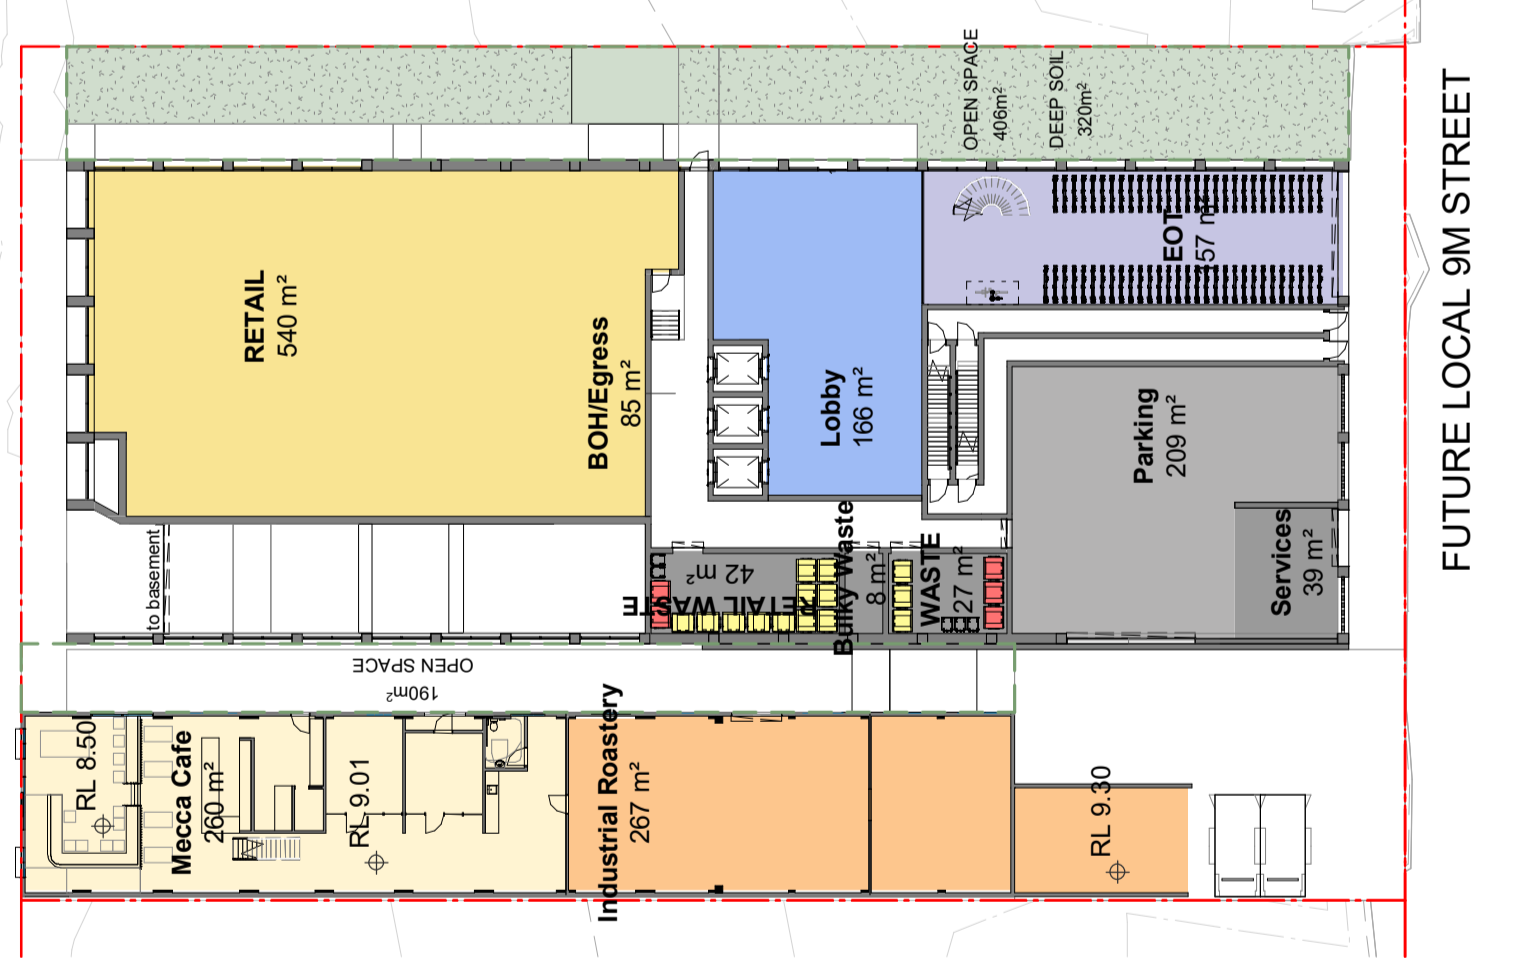 OPEN SPACE
406m²
DEEP SOIL
320m²
FUTURE LOCAL 9M STREET
RETAIL
540 m²
BOH/Egress
85 m²
Lobby
166 m²
EOT
157 m²
Parking
209 m²
Services
39 m²
to basement
RETAIL WASTE
42 m²
Bulky Waste
8 m²
WASTE
27 m²
OPEN SPACE
190m²
RL 8.50
Mecca Cafe
260 m²
RL 9.01
Industrial Roastery
267 m²
RL 9.30